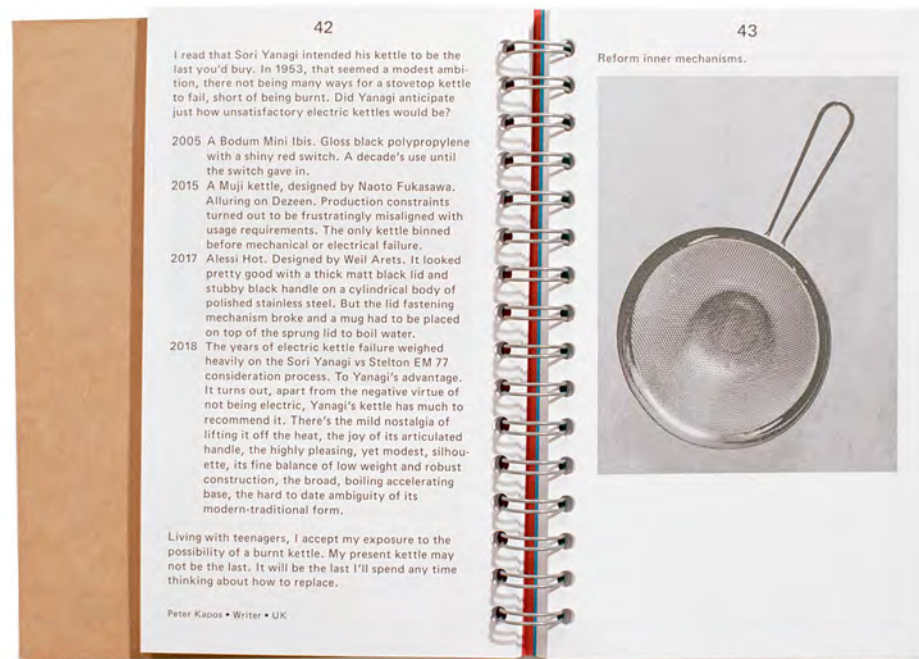 42
I read that Sori Yanagi intended his kettle to be the
last you'd buy. In 1953, that seemed a modest ambi-
tion, there not being many ways for a stovetop kettle
to fail, short of being burnt. Did Yanagi anticipate
just how unsatisfactory electric kettles would be?
2005 A Bodum Mini Ibis. Gloss black polypropylene
with a shiny red switch. A decade's use until
the switch gave in.
2015 A Muji kettle, designed by Naoto Fukasawa.
Alluring on Dezeen. Production constraints
turned out to be frustratingly misaligned with
usage requirements. The only kettle binned
before mechanical or electrical failure.
2017 Alessi Hot. Designed by Weil Arets. It looked
pretty good with a thick matt black lid and
stubby black handle on a cylindrical body of
polished stainless steel. But the lid fastening
mechanism broke and a mug had to be placed
on top of the sprung lid to boil water.
2018 The years of electric kettle failure weighed
heavily on the Sori Yanagi vs Stelton EM 77
consideration process. To Yanagi's advantage.
It turns out, apart from the negative virtue of
not being electric, Yanagi's kettle has much to
recommend it. There's the mild nostalgia of
lifting it off the heat, the joy of its articulated
handle, the highly pleasing, yet modest, silhou-
ette, its fine balance of low weight and robust
construction, the broad, boiling accelerating
base, the hard to date ambiguity of its
modern-traditional form.
Living with teenagers, I accept my exposure to the
possibility of a burnt kettle. My present kettle may
not be the last. It will be the last I'll spend any time
thinking about how to replace.
Peter Kapos • Writer • UK
43
Reform inner mechanisms.